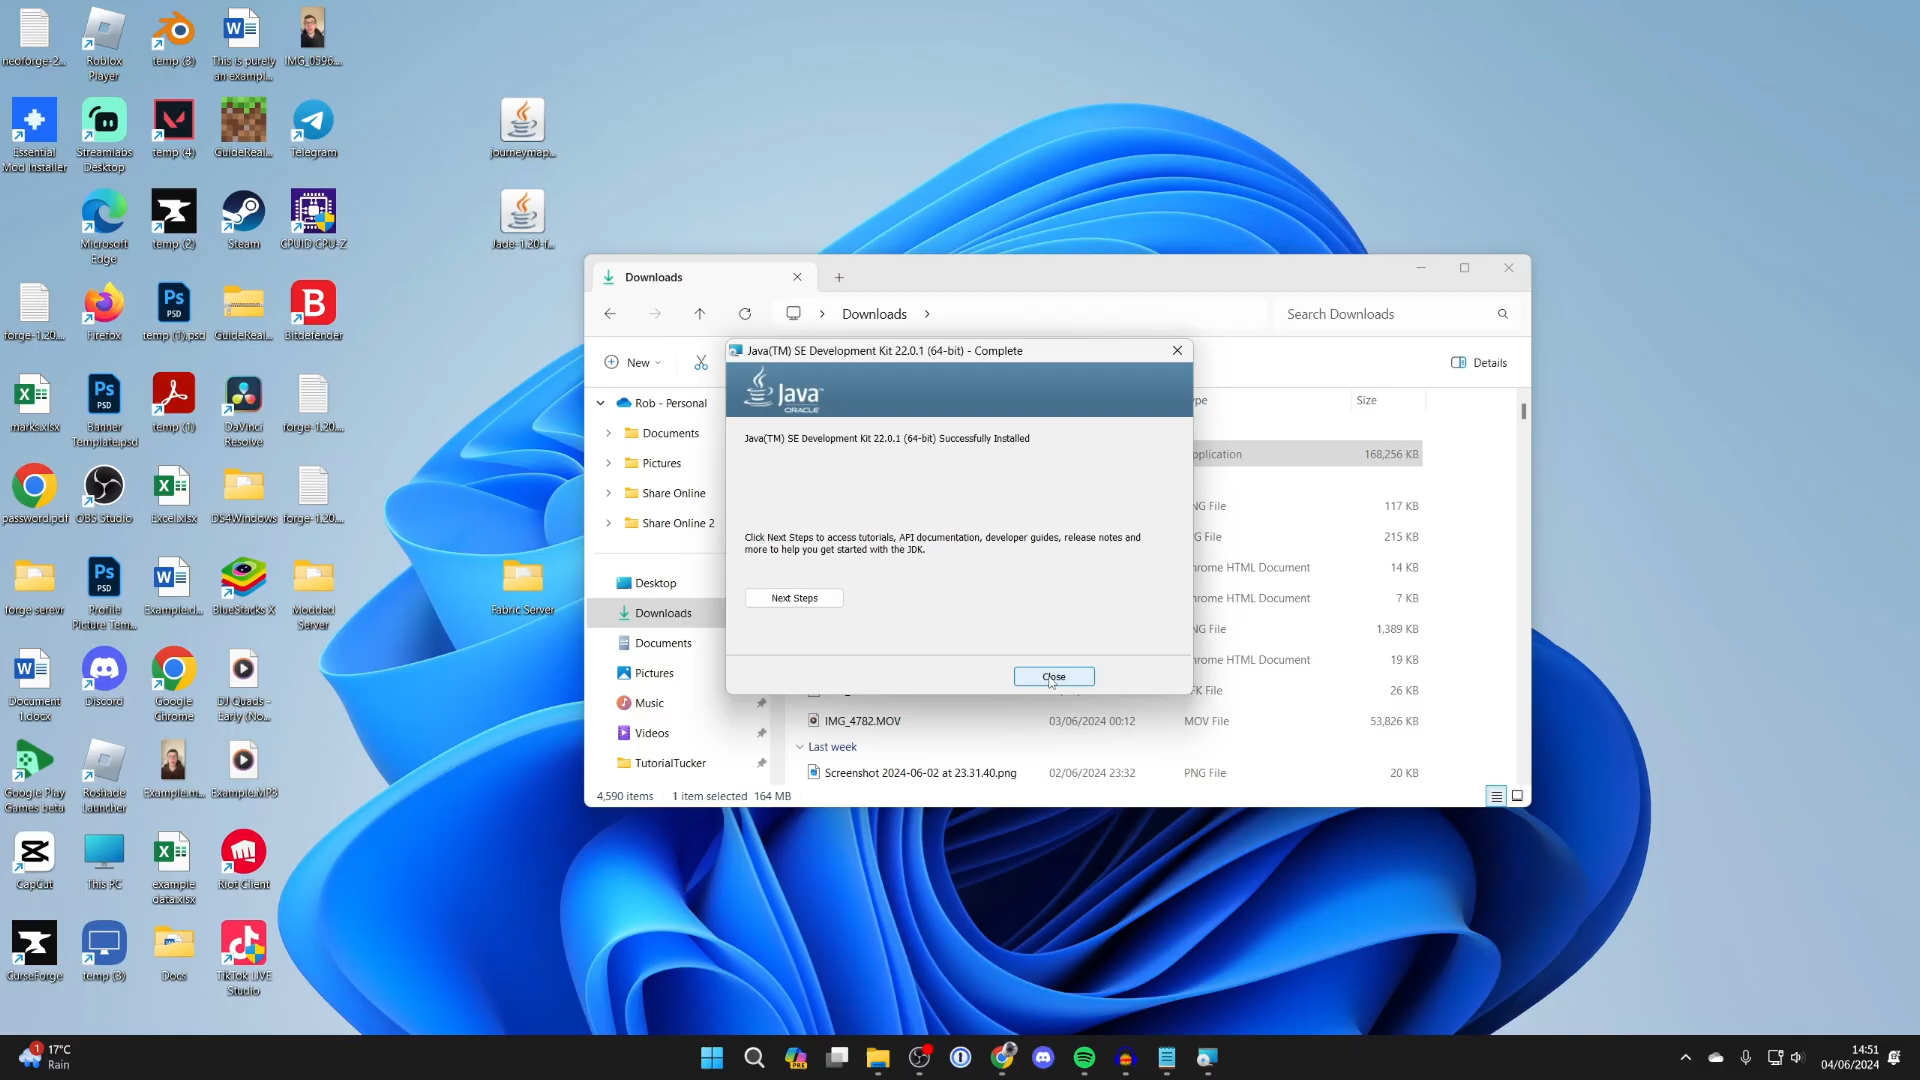 neoforge-2...
Roblox
Player
temp (3)
This is purely
an exampl...
IMG_0596....
Essential
Mod Installer
Streamlabs
Desktop
temp (4)
GuideReal...
Telegram
journeymap...
Microsoft
Edge
temp (2)
Steam
CPUID CPU-Z
Jade-1.20-f...
forge-1.20....
Firefox
temp (1).psd
GuideReal...
Bitdefender
marks.xlsx
Banner
Template.psd
temp (1)
DaVinci
Resolve
forge-1.20....
password.pdf
OBS Studio
Excel.xlsx
DS4Windows
forge-1.20....
forge serevr
Profile
Picture Tem...
Example.d...
BlueStacks X
Modded
Server
Fabric Server
Document
1.docx
Discord
Google
Chrome
DJ Quads -
Early (No...
Google Play
Games beta
Roshade
Launcher
Example.m...
Example.MP3
CapCut
This PC
example
data.xlsx
Riot Client
CurseForge
temp (3)
Docs
TikTok LIVE
Studio
Downloads
Downloads
Search Downloads
New
Details
Rob - Personal
Documents
Pictures
Share Online
Share Online 2
Desktop
Downloads
Documents
Pictures
Music
Videos
TutorialTucker
Size
168,256 KB
117 KB
215 KB
14 KB
7 KB
1,389 KB
19 KB
26 KB
IMG_4782.MOV 03/06/2024 00:12 MOV File 53,826 KB
Last week
Screenshot 2024-06-02 at 23.31.40.png 02/06/2024 23:32 PNG File 20 KB
4,590 items 1 item selected 164 MB
Java(TM) SE Development Kit 22.0.1 (64-bit) - Complete
Java™
ORACLE
Java(TM) SE Development Kit 22.0.1 (64-bit) Successfully Installed
Click Next Steps to access tutorials, API documentation, developer guides, release notes and
more to help you get started with the JDK.
Next Steps
Close
1
17°C
Rain
PRE
14:51
04/06/2024